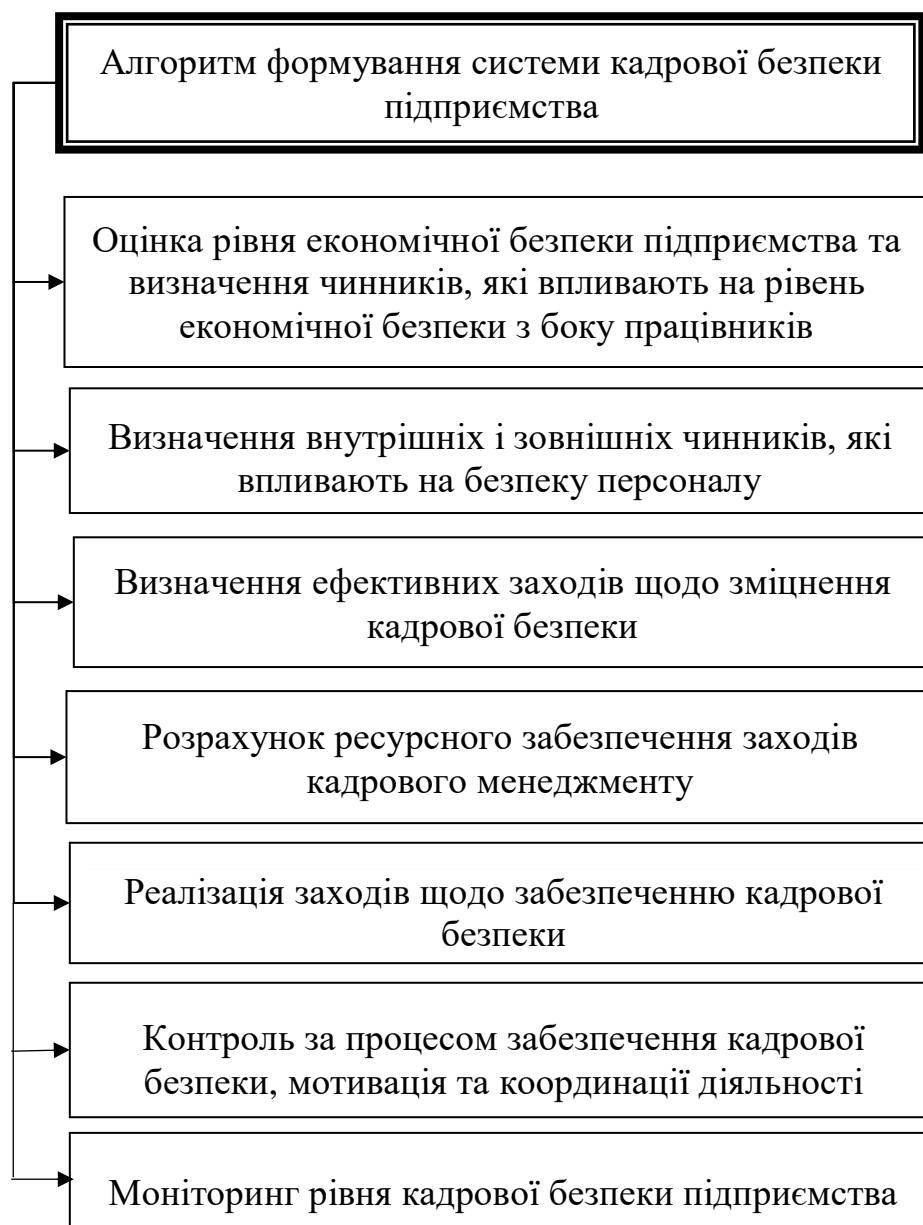 Алгоритм формування системи кадрової безпеки
підприємства
Оцінка рівня економічної безпеки підприємства та
визначення чинників, які впливають на рівень
економічної безпеки з боку працівників
Визначення внутрішніх і зовнішніх чинників, які
впливають на безпеку персоналу
Визначення ефективних заходів щодо зміцнення
кадрової безпеки
Розрахунок ресурсного забезпечення заходів
кадрового менеджменту
Реалізація заходів щодо забезпеченню кадрової
безпеки
Контроль за процесом забезпечення кадрової
безпеки, мотивація та координації діяльності
Моніторинг рівня кадрової безпеки підприємства